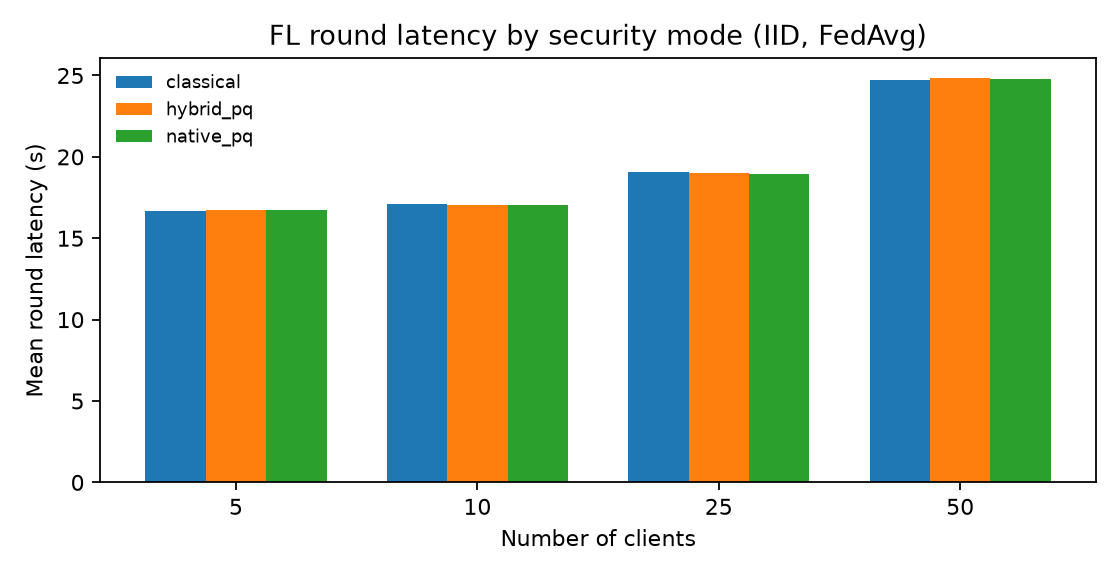 FL round latency by security mode (IID, FedAvg)
classical
hybrid_pq
native_pq
Mean round latency (s)
25
20
15
10
5
0
5 10 25 50
Number of clients